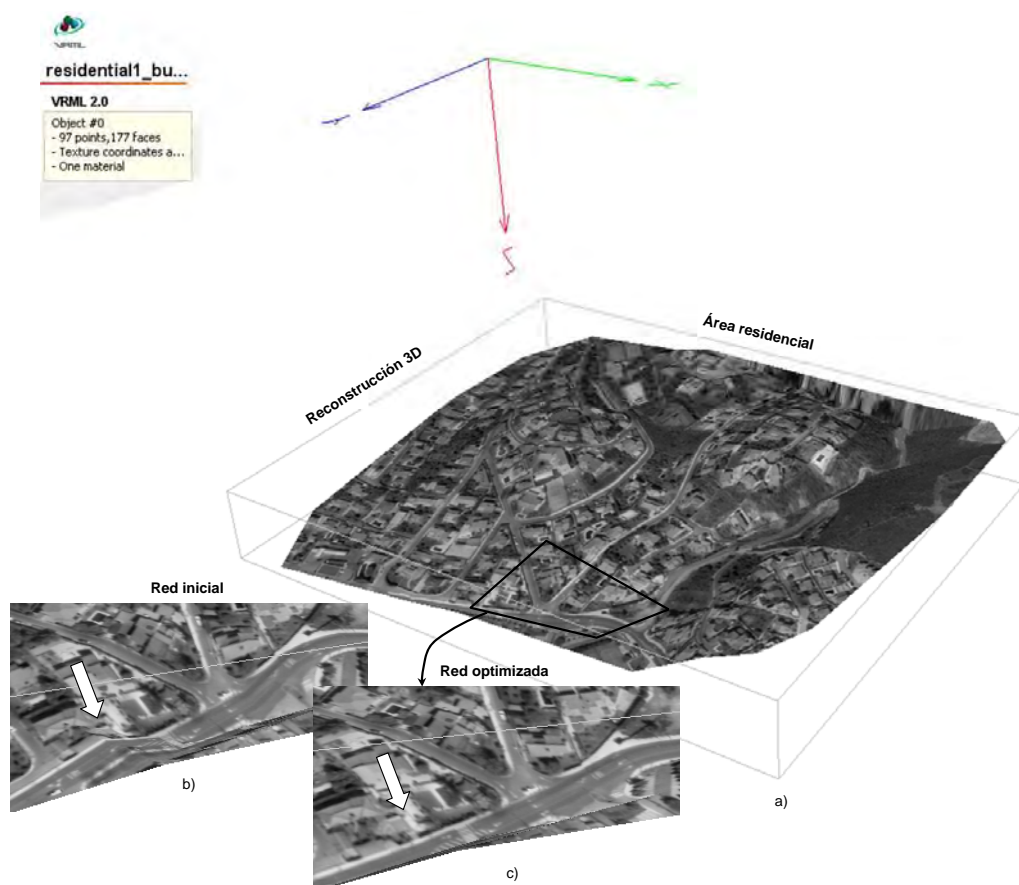 VRML
residential1_bu...
VRML 2.0
Object #0
- 97 points,177 faces
- Texture coordinates a...
- One material
Área residencial
Reconstrucción 3D
Red inicial
Red optimizada
b)
a)
c)